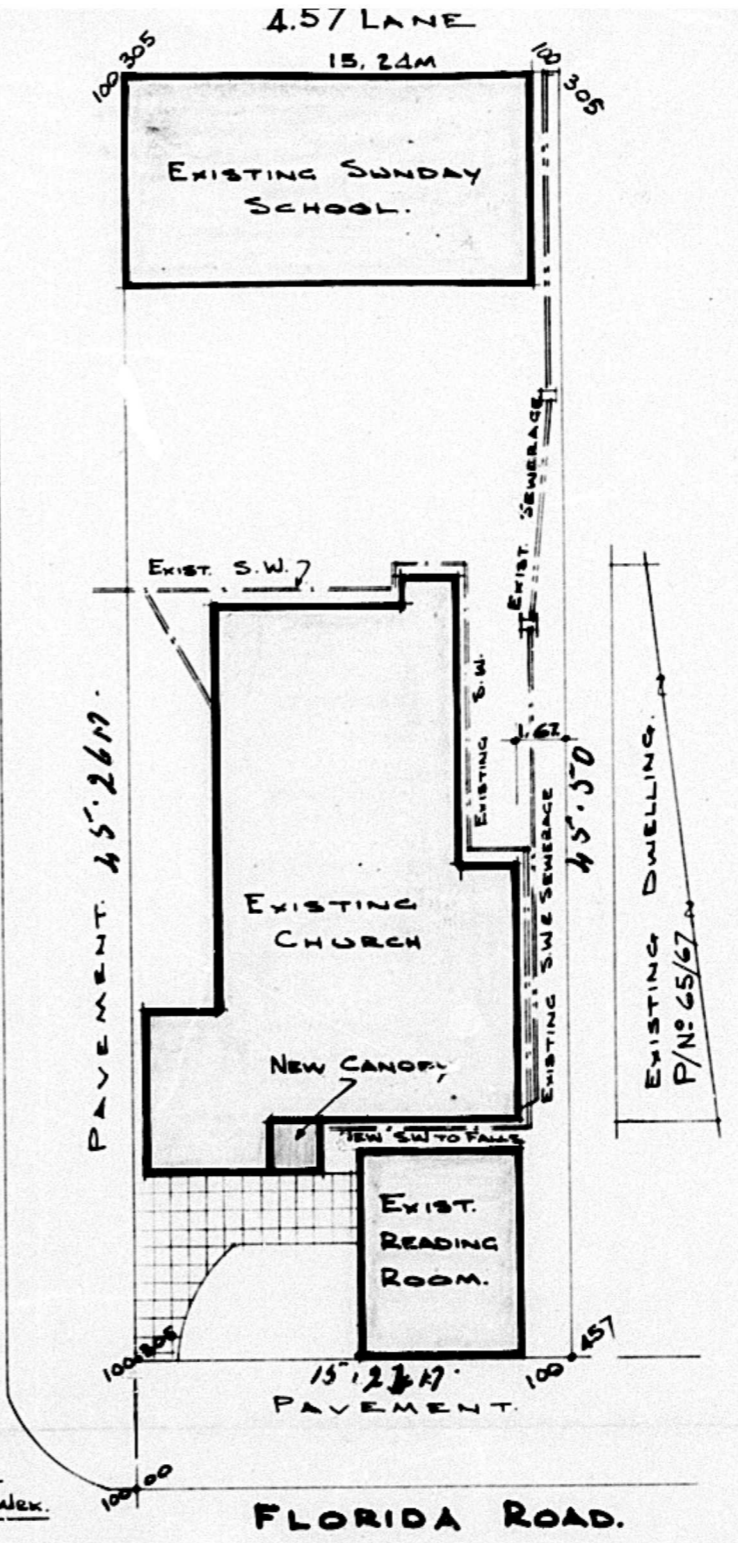 4.57 LANE
100.305
15.24M
100
305
EXISTING SUNDAY
SCHOOL.
EXIST. SEWERAGE
EXIST. S.W.
EXISTING S.W.
1.62
PAVEMENT. 45.26M.
45.50
EXISTING S.W.& SEWERAGE
EXISTING DWELLING.
P/Nº 65/67
EXISTING
CHURCH
NEW CANOPY
NEW S.W TO FALLS
EXIST.
READING
ROOM.
100.305
100.457
PAVEMENT.
100.00
FLORIDA ROAD.